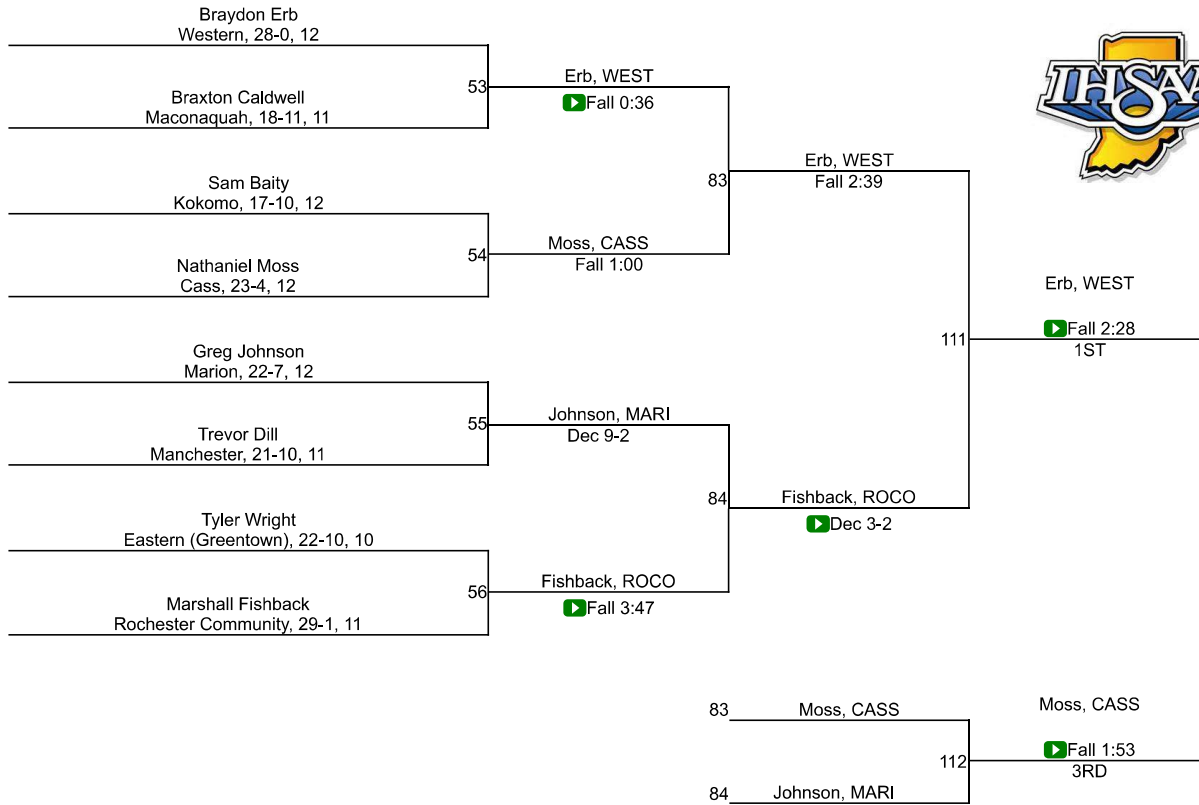 Braydon Erb
Western, 28-0, 12
53
Erb, WEST
Fall 0:36
Braxton Caldwell
Maconaquah, 18-11, 11
IHSAA
83
Erb, WEST
Fall 2:39
Sam Baity
Kokomo, 17-10, 12
54
Moss, CASS
Fall 1:00
Nathaniel Moss
Cass, 23-4, 12
Erb, WEST
111
Fall 2:28
1ST
Greg Johnson
Marion, 22-7, 12
55
Johnson, MARI
Dec 9-2
Trevor Dill
Manchester, 21-10, 11
84
Fishback, ROCO
Dec 3-2
Tyler Wright
Eastern (Greentown), 22-10, 10
56
Fishback, ROCO
Fall 3:47
Marshall Fishback
Rochester Community, 29-1, 11
83
Moss, CASS
Moss, CASS
112
Fall 1:53
3RD
84
Johnson, MARI